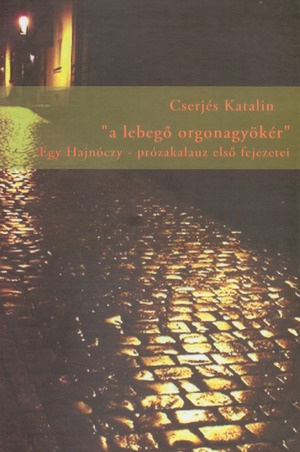 Cserjés Katalin
"a lebegő orgonagyökér"
Egy Hajnóczy - prózakalauz első fejezetei